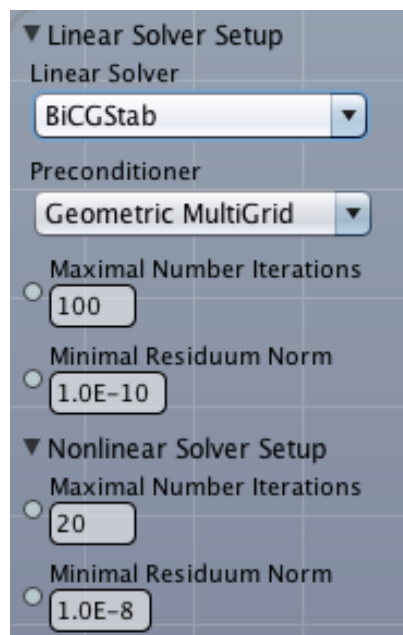 Linear Solver Setup
Linear Solver
BiCGStab
Preconditioner
Geometric MultiGrid
Maximal Number Iterations
100
Minimal Residuum Norm
1.0E-10
Nonlinear Solver Setup
Maximal Number Iterations
20
Minimal Residuum Norm
1.0E-8